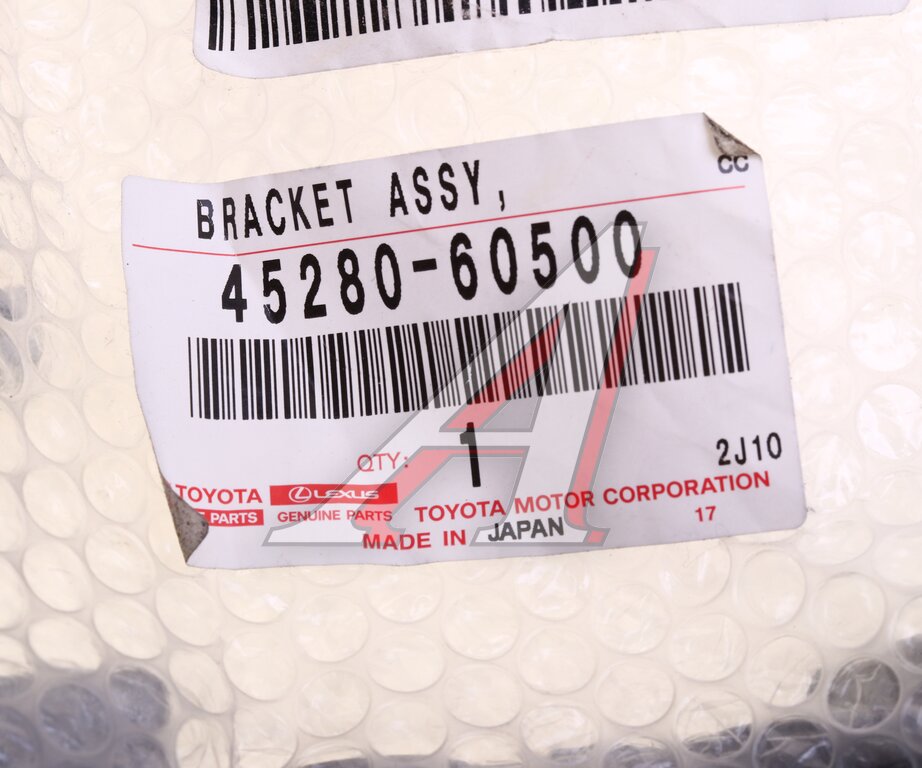 CC
BRACKET ASSY,
45280-60500
QTY: 1
2J10
TOYOTA LEXUS
PARTS GENUINE PARTS
TOYOTA MOTOR CORPORATION
MADE IN JAPAN 17